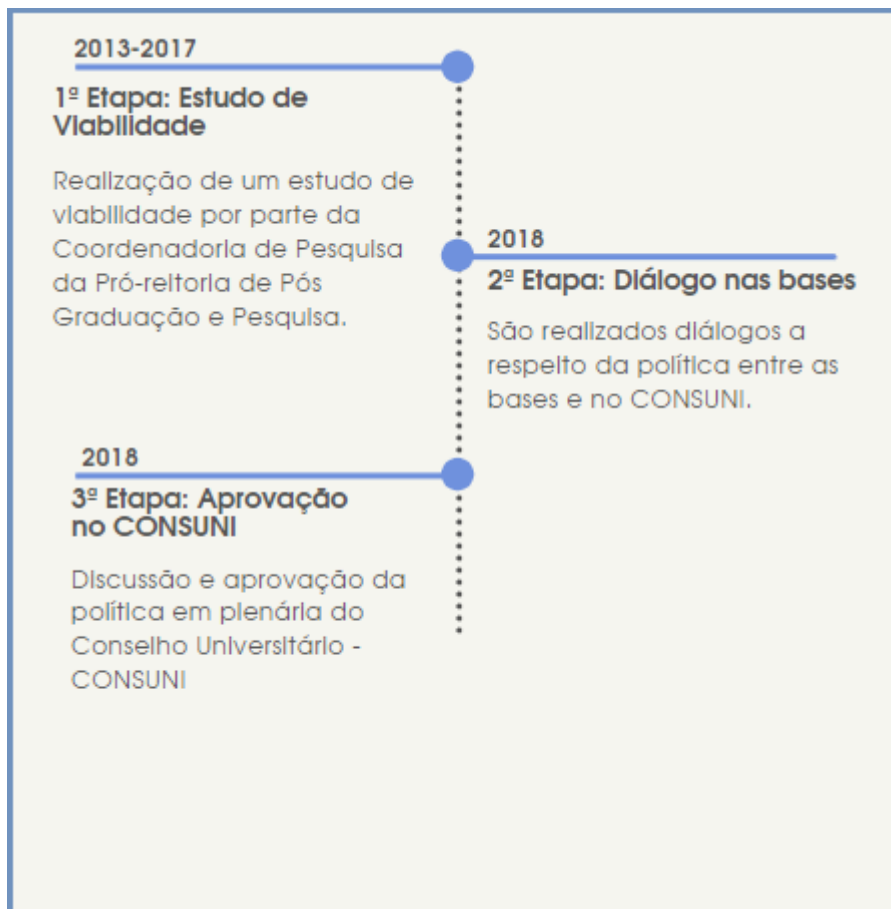 2013-2017
1ª Etapa: Estudo de
Viabilidade
Realização de um estudo de
viabilidade por parte da
Coordenadoria de Pesquisa
da Pró-reitoria de Pós
Graduação e Pesquisa.
2018
2ª Etapa: Diálogo nas bases
São realizados diálogos a
respeito da política entre as
bases e no CONSUNI.
2018
3ª Etapa: Aprovação
no CONSUNI
Discussão e aprovação da
política em plenária do
Conselho Universitário -
CONSUNI